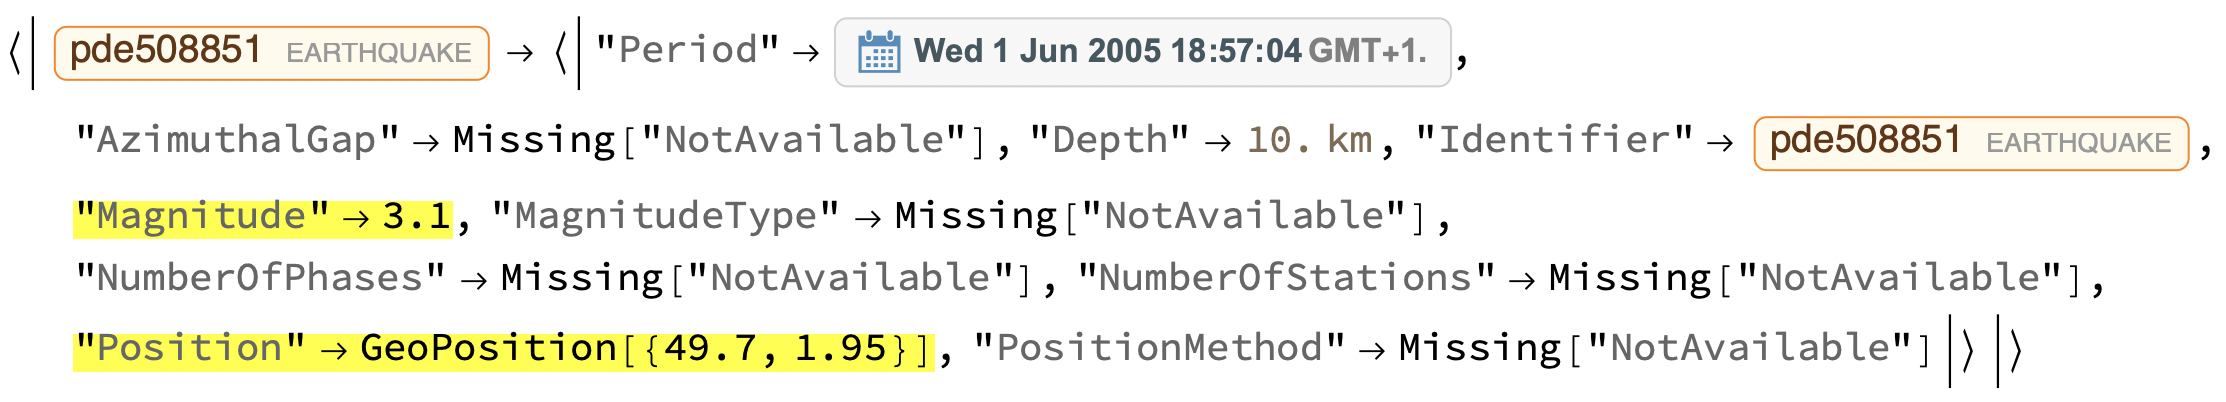 <| pde508851 EARTHQUAKE → <| "Period" → Wed 1 Jun 2005 18:57:04 GMT+1. ,
"AzimuthalGap" → Missing["NotAvailable"], "Depth" → 10. km, "Identifier" → pde508851 EARTHQUAKE ,
"Magnitude" → 3.1, "MagnitudeType" → Missing["NotAvailable"],
"NumberOfPhases" → Missing["NotAvailable"], "NumberOfStations" → Missing["NotAvailable"],
"Position" → GeoPosition[{49.7, 1.95}], "PositionMethod" → Missing["NotAvailable"] |> |>